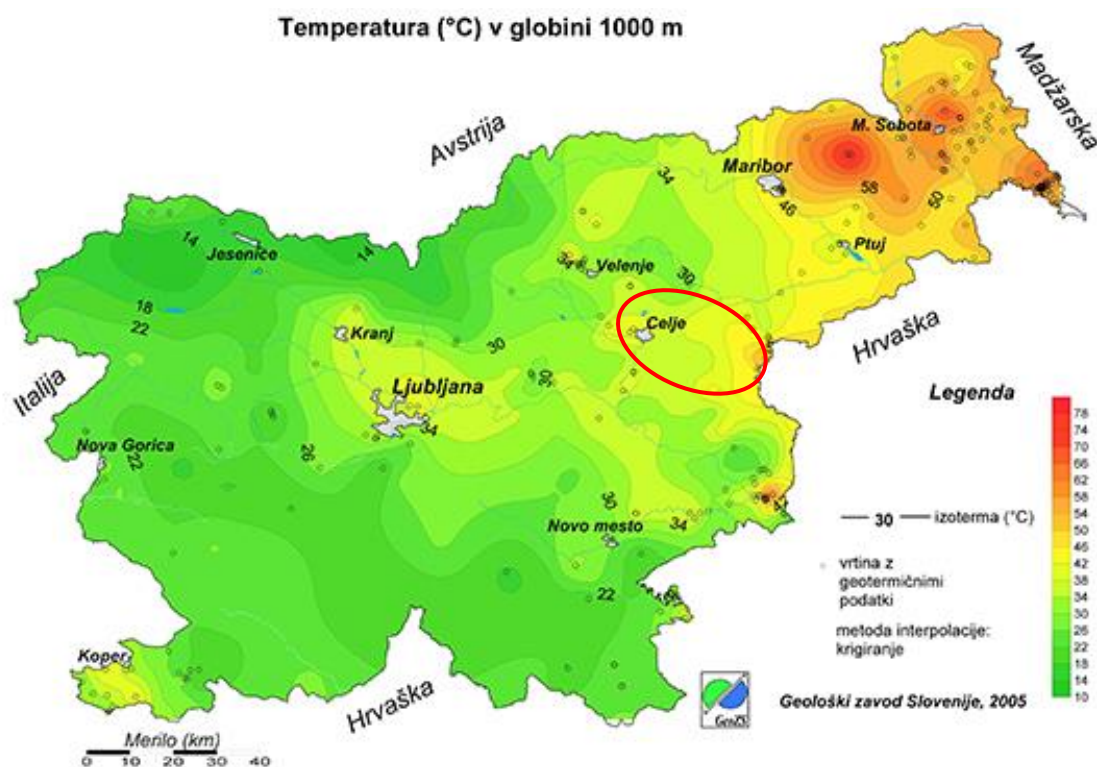 Temperatura (°C) v globini 1000 m
Avstrija
Madžarska
M. Sobota
Maribor
34
58
50
46
14
14
Jesenice
Ptuj
34
Velenje
30
18
22
Kranj
Celje
30
30
Hrvaška
Italija
Ljubljana
34
Legenda
Nova Gorica
22
26
78
74
70
66
62
58
54
50
46
42
38
34
30
26
22
18
14
10
30
34
Novo mesto
30 izoterma (°C)
vrtina z
geotermičnimi
podatki
22
metoda interpolacije:
krigiranje
Koper
Hrvaška
GeoZS
Geološki zavod Slovenije, 2005
Merilo (km)
0 10 20 30 40